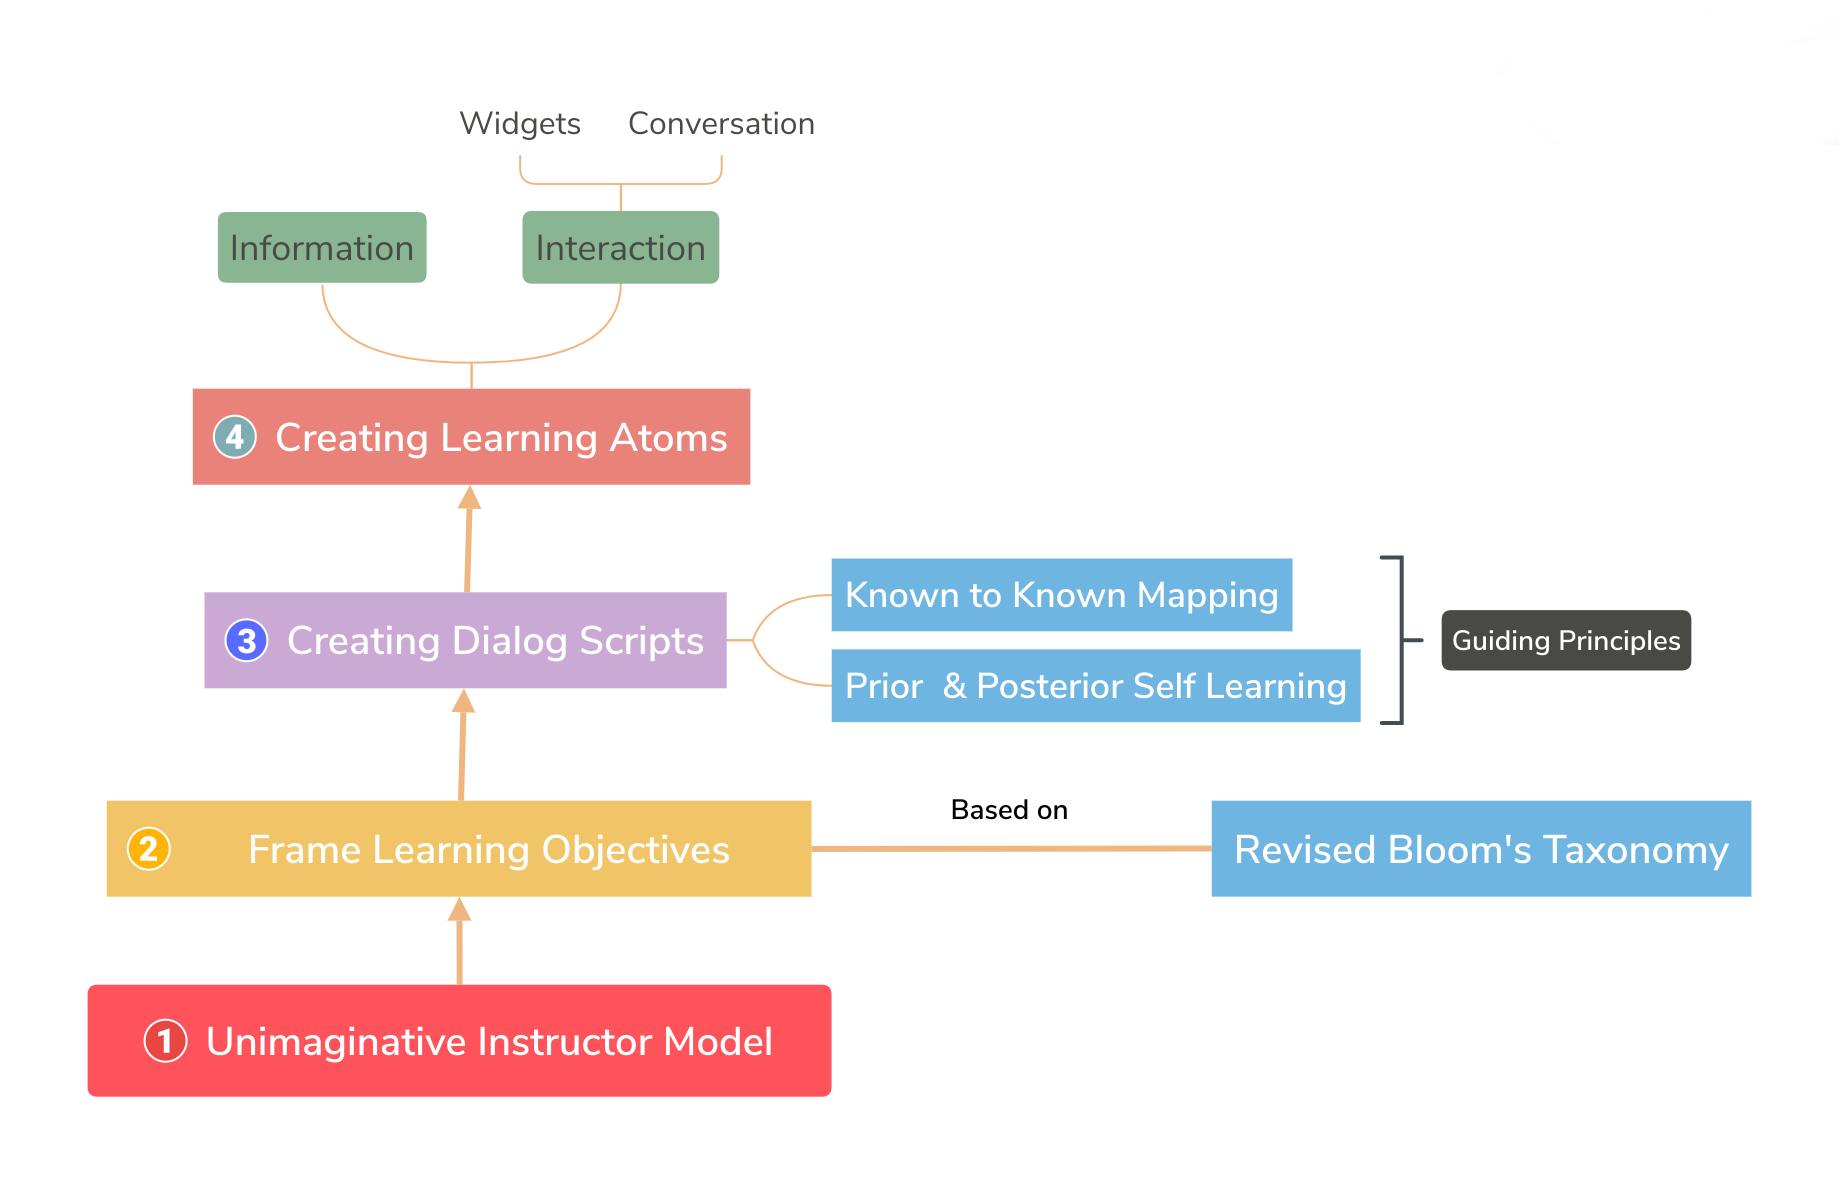 Widgets Conversation
Information Interaction
4 Creating Learning Atoms
Known to Known Mapping
3 Creating Dialog Scripts
Guiding Principles
Prior & Posterior Self Learning
Based on
2 Frame Learning Objectives
Revised Bloom's Taxonomy
1 Unimaginative Instructor Model